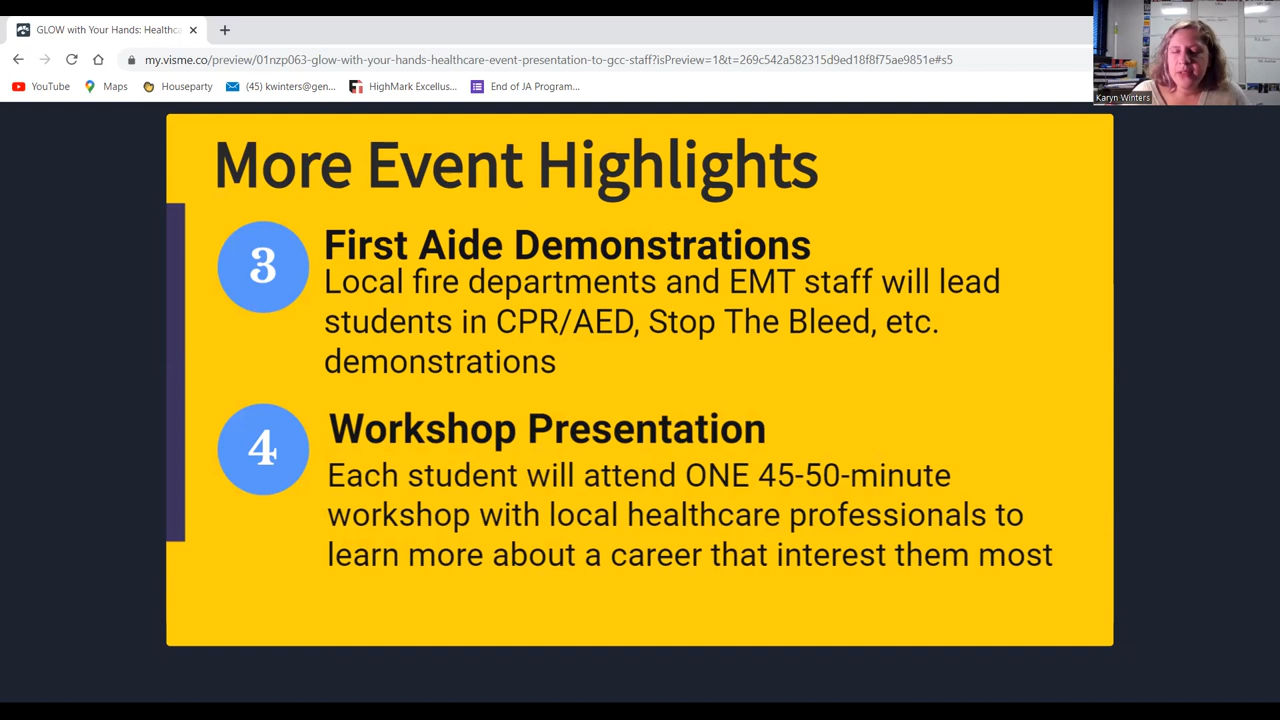 GLOW with Your Hands: Healthca
my.visme.co/preview/01nzp063-glow-with-your-hands-healthcare-event-presentation-to-gcc-staff?aPreview=1&t=269c542a582315d9ed18f8f75ae9851e#s5
YouTube Maps Houseparty (45) kwinters@gen... HighMark-Excellus... End of JA Program...
Karyn Winters
More Event Highlights
3
First Aide Demonstrations
Local fire departments and EMT staff will lead
students in CPR/AED, Stop The Bleed, etc.
demonstrations
4
Workshop Presentation
Each student will attend ONE 45-50-minute
workshop with local healthcare professionals to
learn more about a career that interest them most